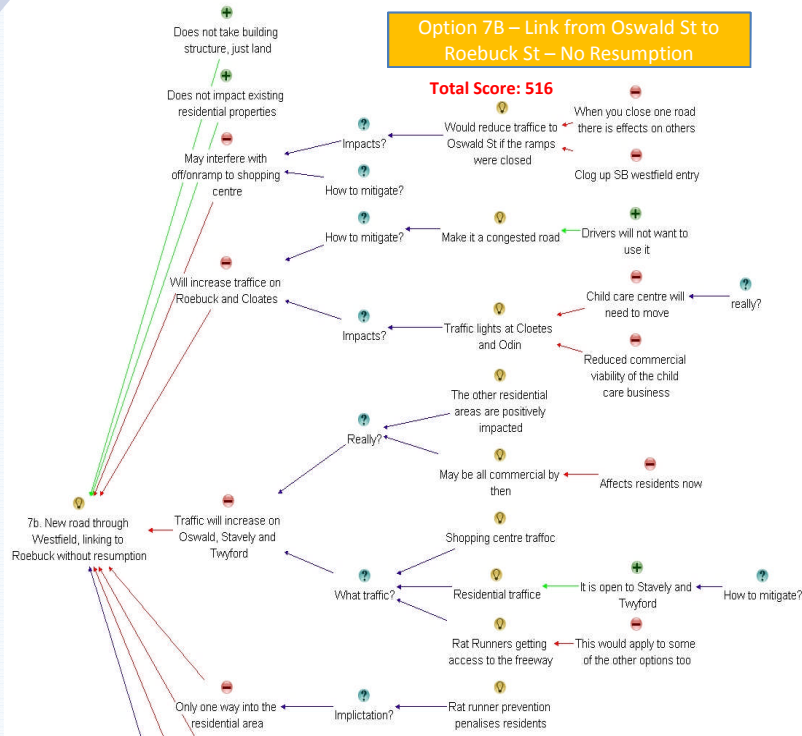 Option 7B – Link from Oswald St to
Roebuck St – No Resumption
Total Score: 516
Does not take building
structure, just land
Does not impact existing
residential properties
May interfere with
off/onramp to shopping
centre
Impacts?
Would reduce traffice to
Oswald St if the ramps
were closed
When you close one road
there is effects on others
Clog up SB westfield entry
How to mitigate?
Will increase traffice on
Roebuck and Cloates
How to mitigate?
Make it a congested road
Drivers will not want to
use it
Impacts?
Traffic lights at Cloetes
and Odin
Child care centre will
need to move
really?
Reduced commercial
viability of the child
care business
7b. New road through
Westfield, linking to
Roebuck without resumption
Traffic will increase on
Oswald, Stavely and
Twyford
Really?
The other residential
areas are positively
impacted
May be all commercial by
then
Affects residents now
What traffic?
Shopping centre traffoc
Residential traffice
It is open to Stavely and
Twyford
How to mitigate?
Rat Runners getting
access to the freeway
This would apply to some
of the other options too
Only one way into the
residential area
Implictation?
Rat runner prevention
penalises residents